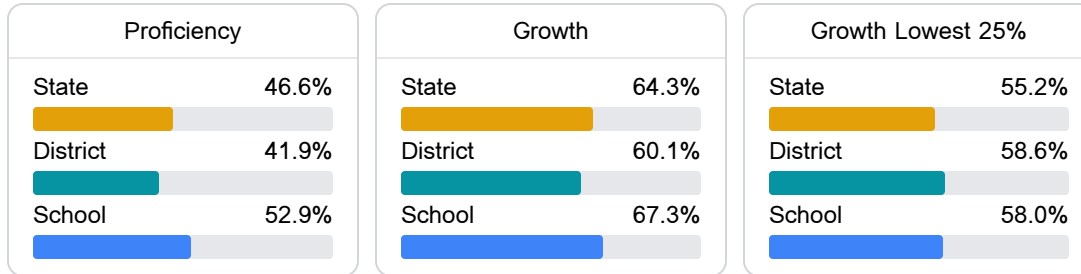 Proficiency
State 46.6%
District 41.9%
School 52.9%
Growth
State 64.3%
District 60.1%
School 67.3%
Growth Lowest 25%
State 55.2%
District 58.6%
School 58.0%